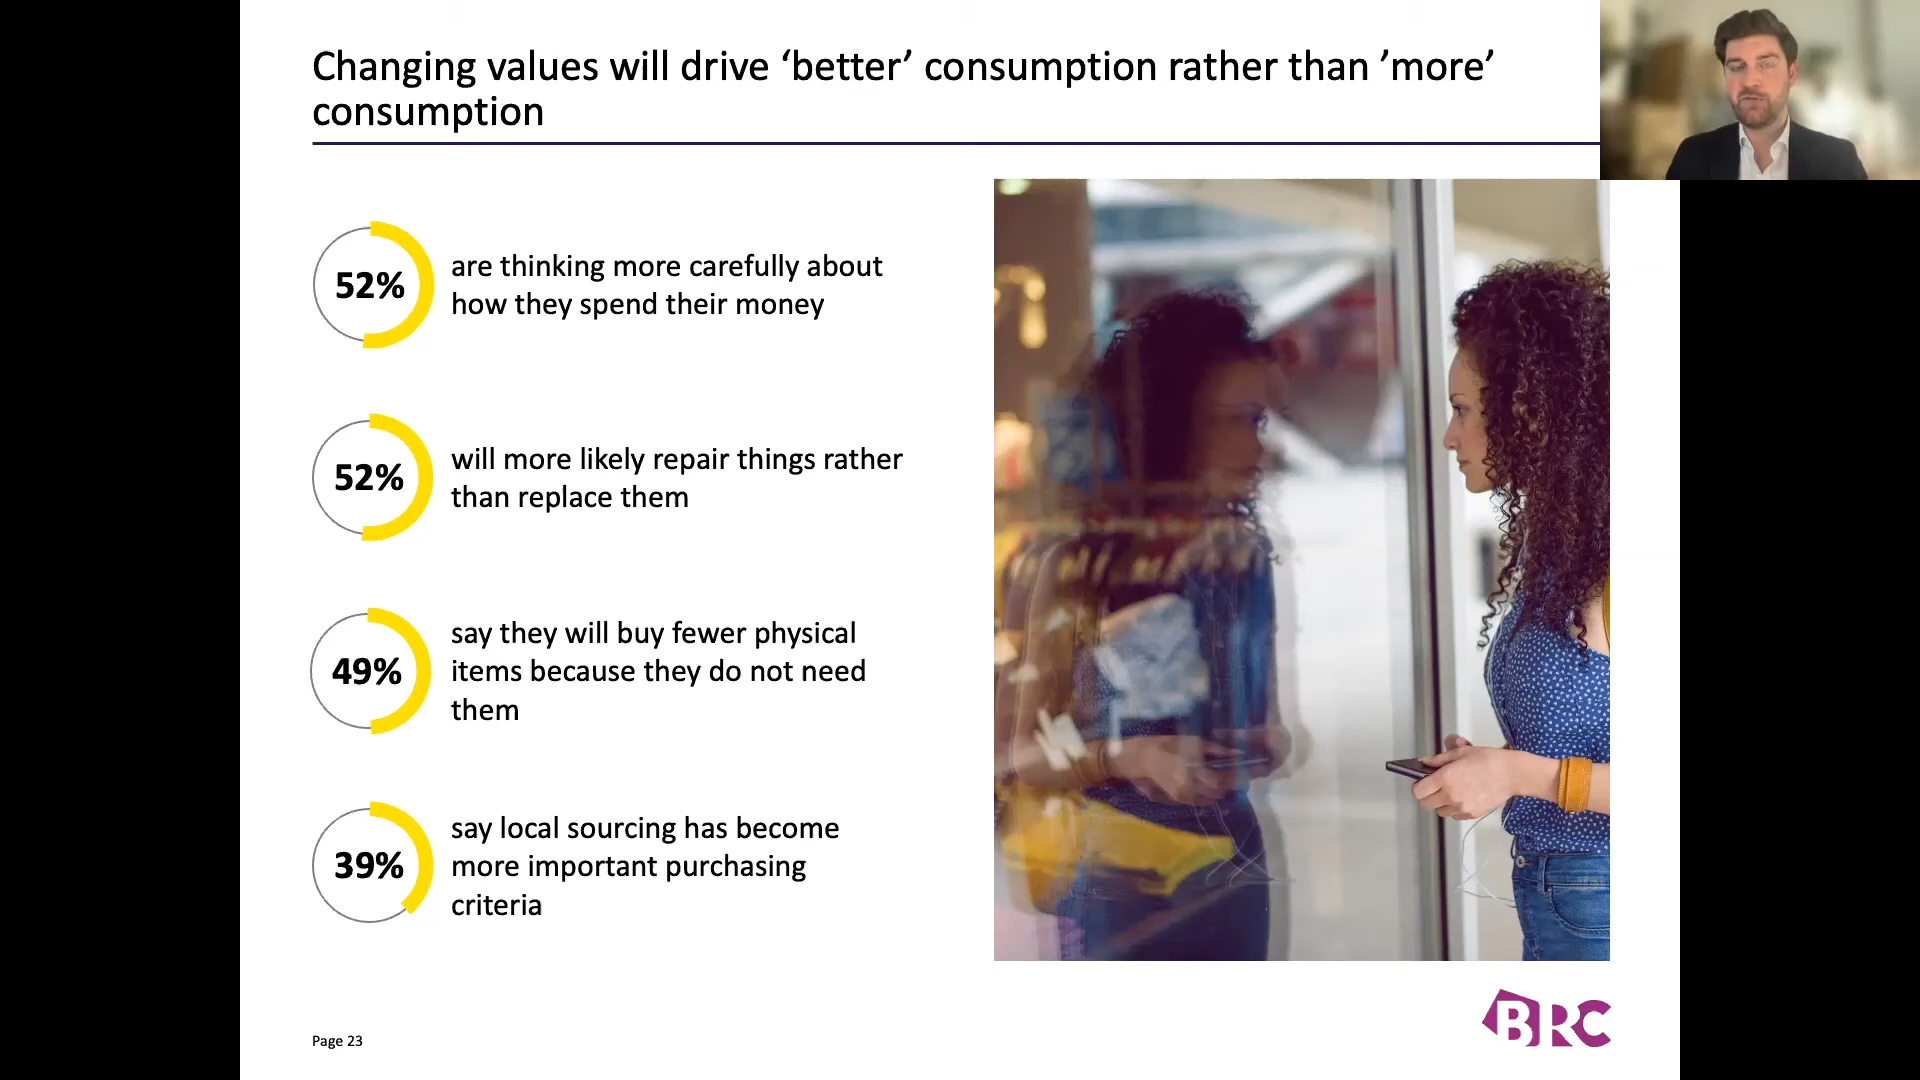 Changing values will drive ‘better’ consumption rather than ’more’
consumption
52%
are thinking more carefully about
how they spend their money
52%
will more likely repair things rather
than replace them
49%
say they will buy fewer physical
items because they do not need
them
39%
say local sourcing has become
more important purchasing
criteria
Page 23
BRC